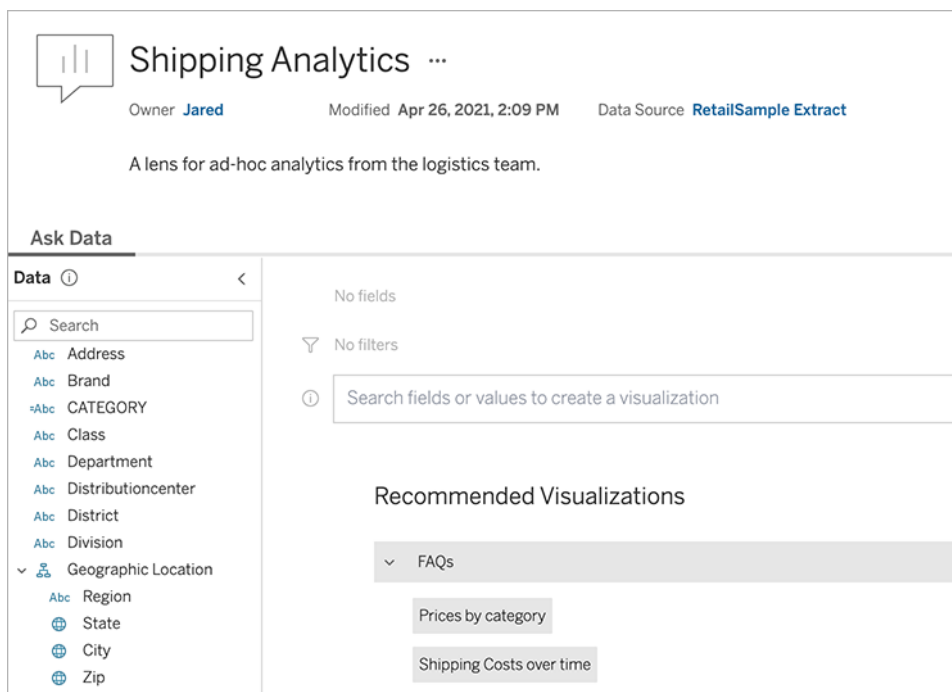 Shipping Analytics ...
Owner Jared Modified Apr 26, 2021, 2:09 PM Data Source RetailSample Extract
A lens for ad-hoc analytics from the logistics team.
Ask Data
Data
Search
Abc Address
Abc Brand
=Abc CATEGORY
Abc Class
Abc Department
Abc Distributioncenter
Abc District
Abc Division
Geographic Location
Abc Region
State
City
Zip
No fields
No filters
Search fields or values to create a visualization
Recommended Visualizations
FAQs
Prices by category
Shipping Costs over time